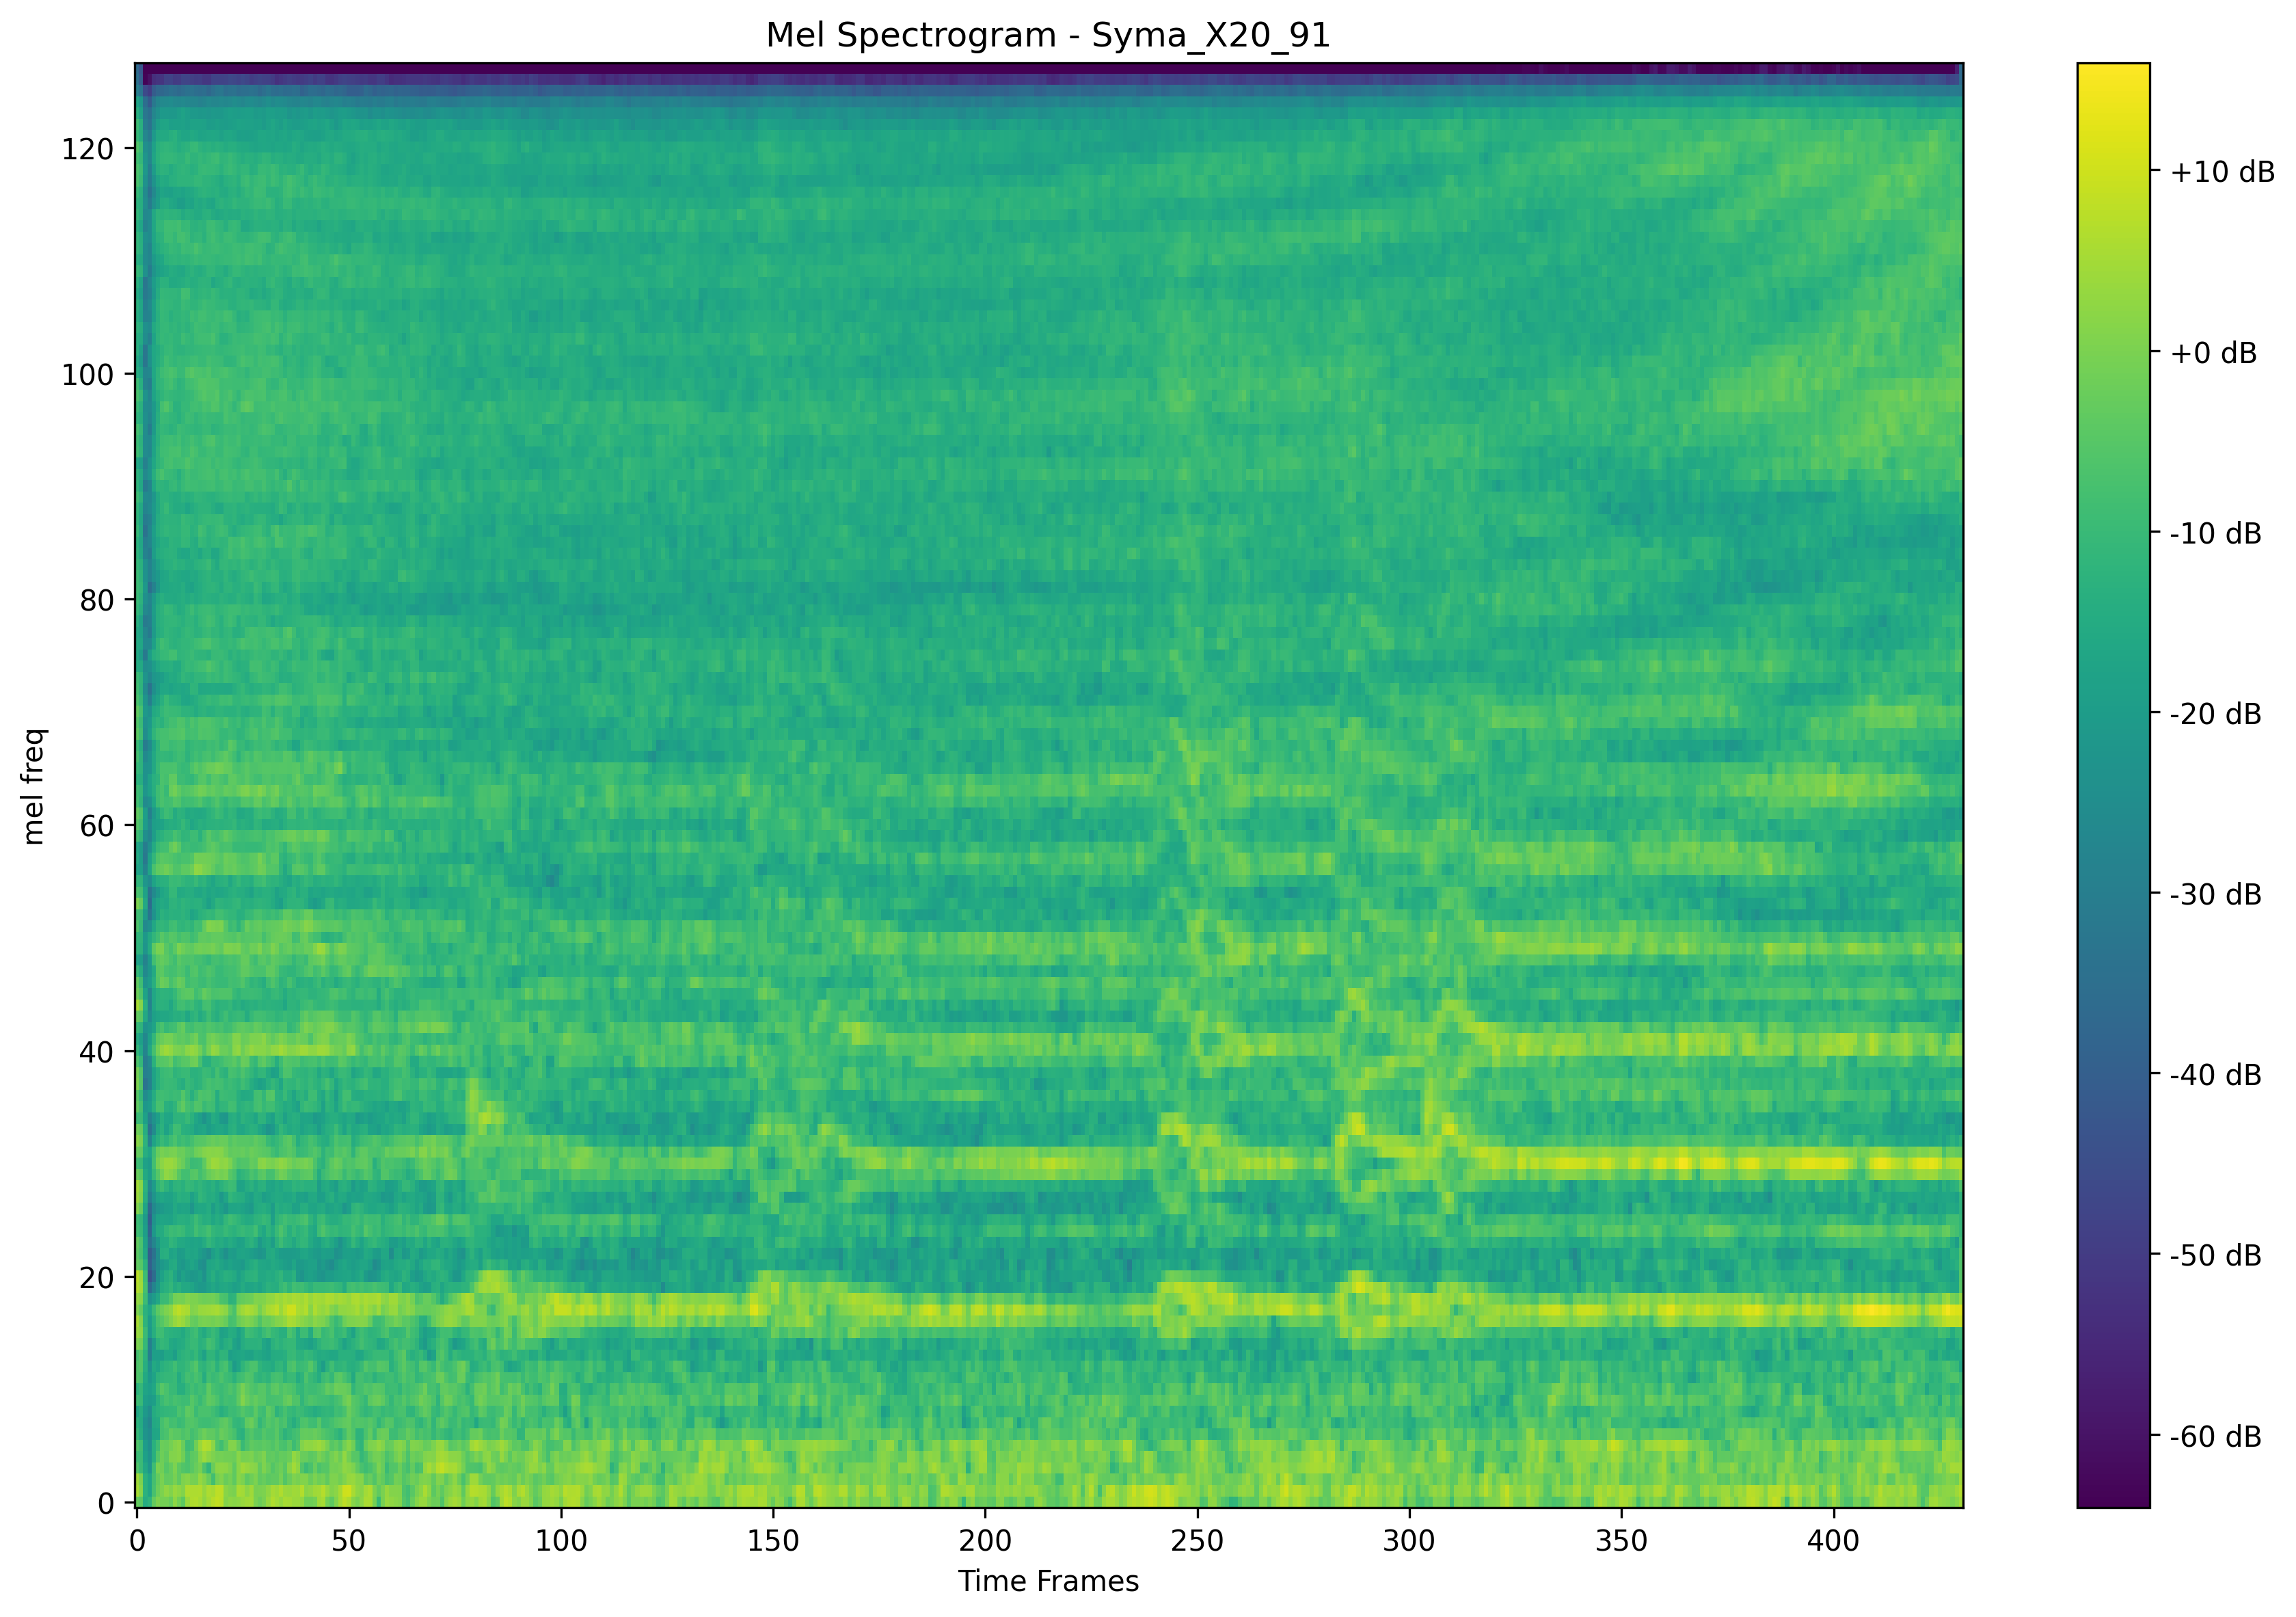 Mel Spectrogram - Syma_X20_91
mel freq
120
100
80
60
40
20
0
0 50 100 150 200 250 300 350 400
Time Frames
+10 dB
+0 dB
-10 dB
-20 dB
-30 dB
-40 dB
-50 dB
-60 dB